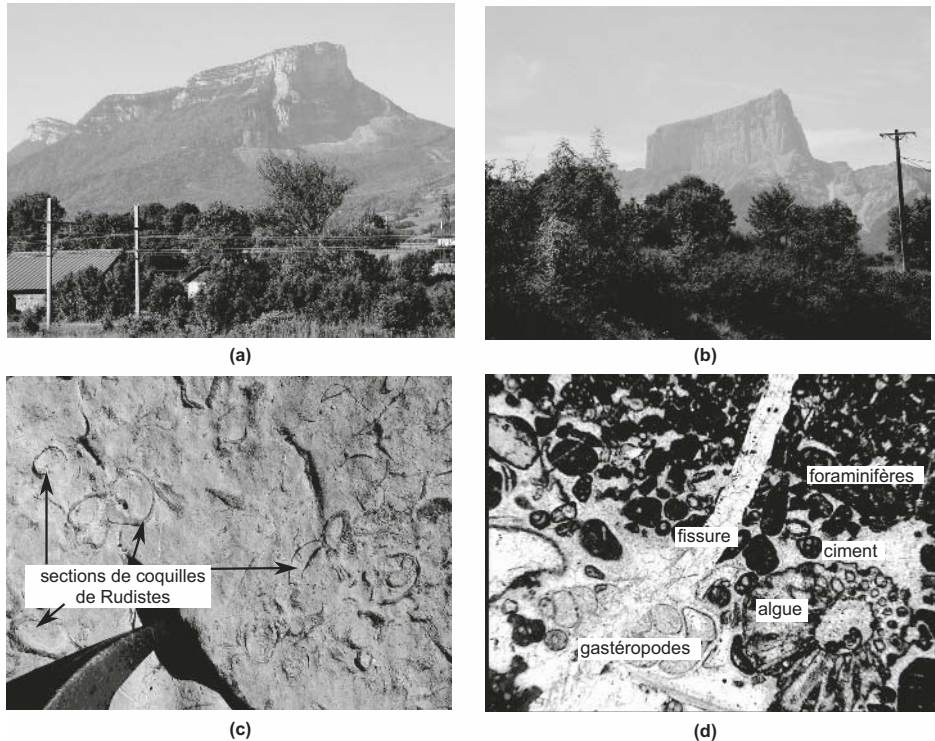 (a)
(b)
sections de coquilles
de Rudistes
(c)
foraminifères
fissure
ciment
algue
gastéropodes
(d)